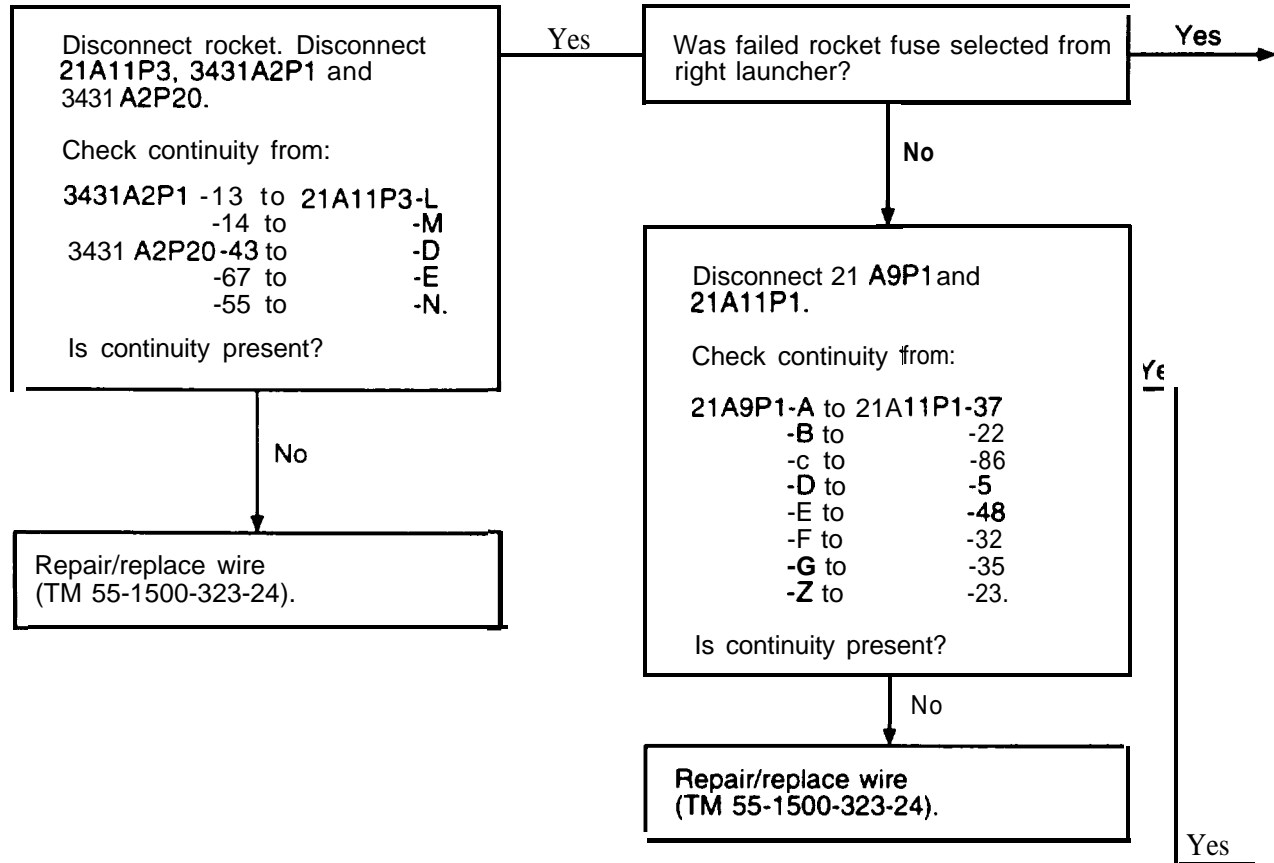 Disconnect rocket. Disconnect
21A11P3, 3431A2P1 and
3431 A2P20.
Check continuity from:
3431A2P1 -13 to 21A11P3-L
-14 to -M
3431 A2P20-43 to -D
-67 to -E
-55 to -N.
Is continuity present?
No
Repair/replace wire
(TM 55-1500-323-24).
Yes
Was failed rocket fuse selected from
right launcher?
Yes
No
Disconnect 21 A9P1 and
21A11P1.
Check continuity from:
21A9P1-A to 21A11P1-37
-B to -22
-c to -86
-D to -5
-E to -48
-F to -32
-G to -35
-Z to -23.
Is continuity present?
No
Repair/replace wire
(TM 55-1500-323-24).
Ye
Yes